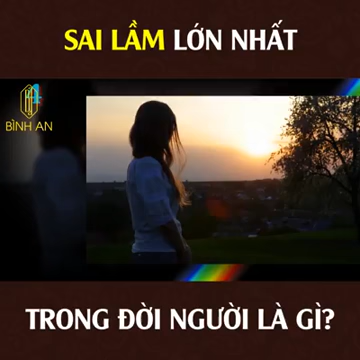 SAI LẦM LỚN NHẤT
BÌNH AN
TRONG ĐỜI NGƯỜI LÀ GÌ?